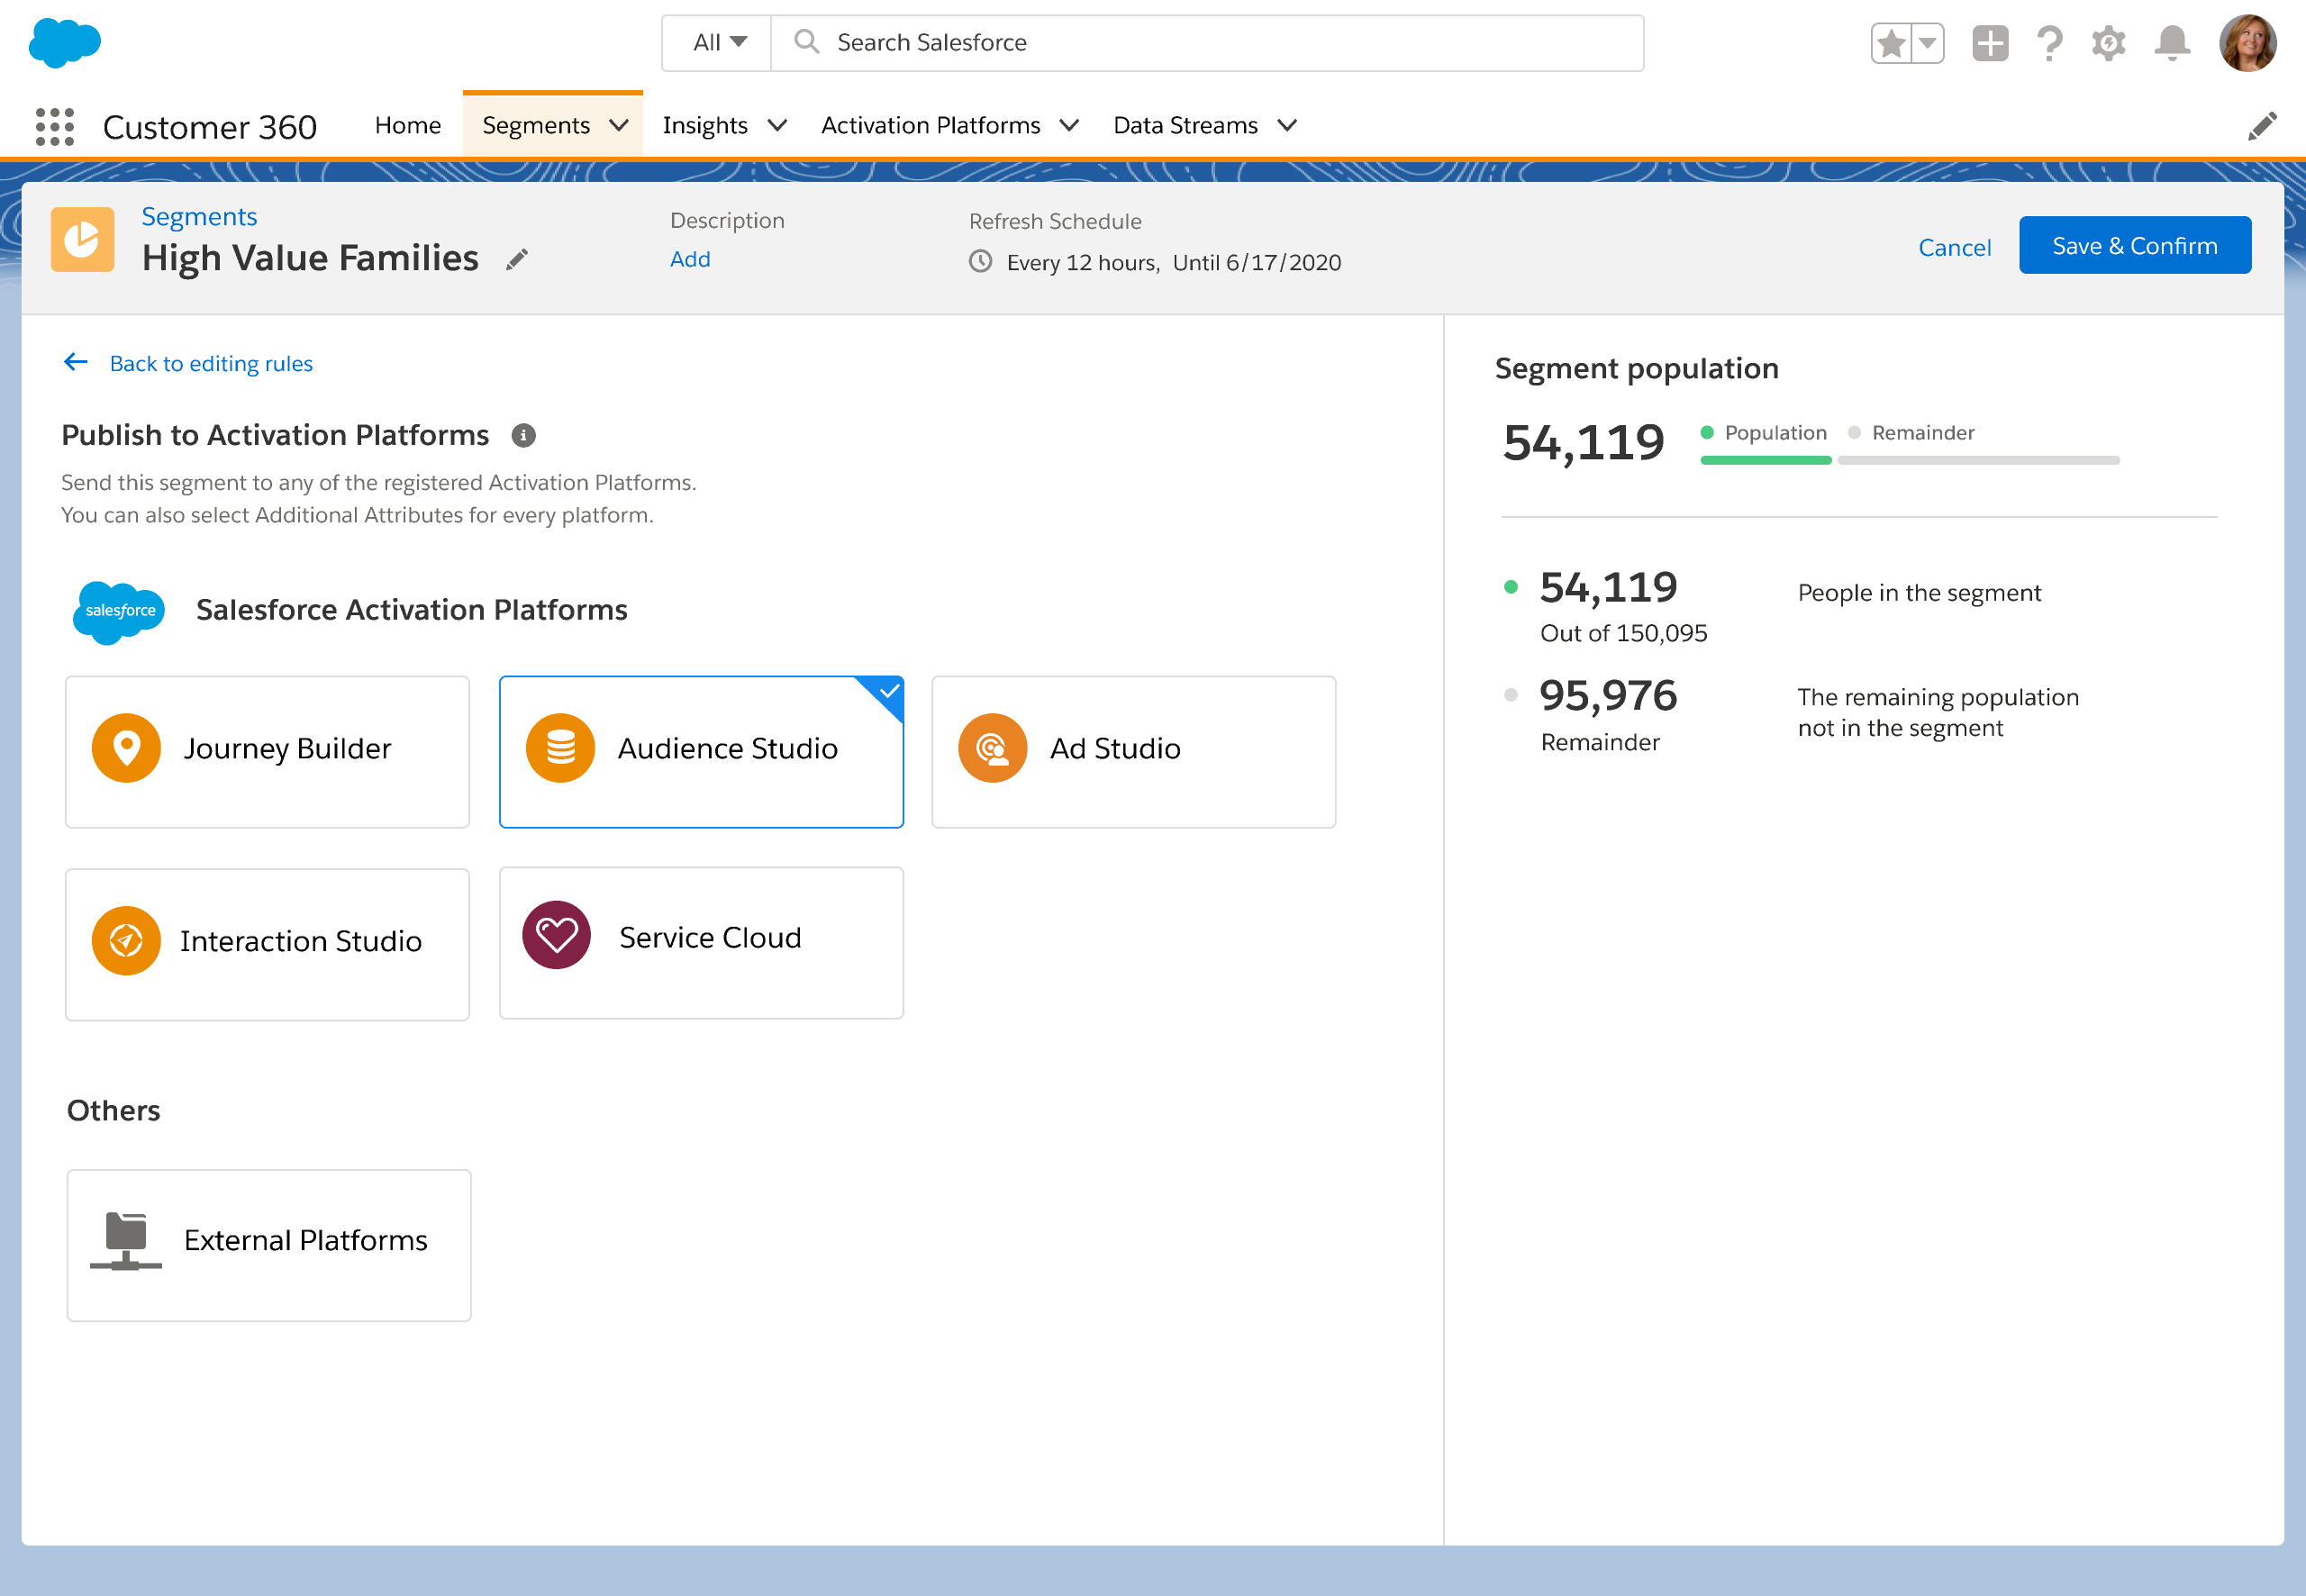 All
Search Salesforce
Customer 360
Home
Segments
Insights
Activation Platforms
Data Streams
Segments
High Value Families
Description
Add
Refresh Schedule
Every 12 hours, Until 6/17/2020
Cancel
Save & Confirm
Back to editing rules
Publish to Activation Platforms
Send this segment to any of the registered Activation Platforms.
You can also select Additional Attributes for every platform.
salesforce
Salesforce Activation Platforms
Journey Builder
Audience Studio
Ad Studio
Interaction Studio
Service Cloud
Others
External Platforms
Segment population
54,119
Population
Remainder
54,119
People in the segment
Out of 150,095
95,976
The remaining population
not in the segment
Remainder